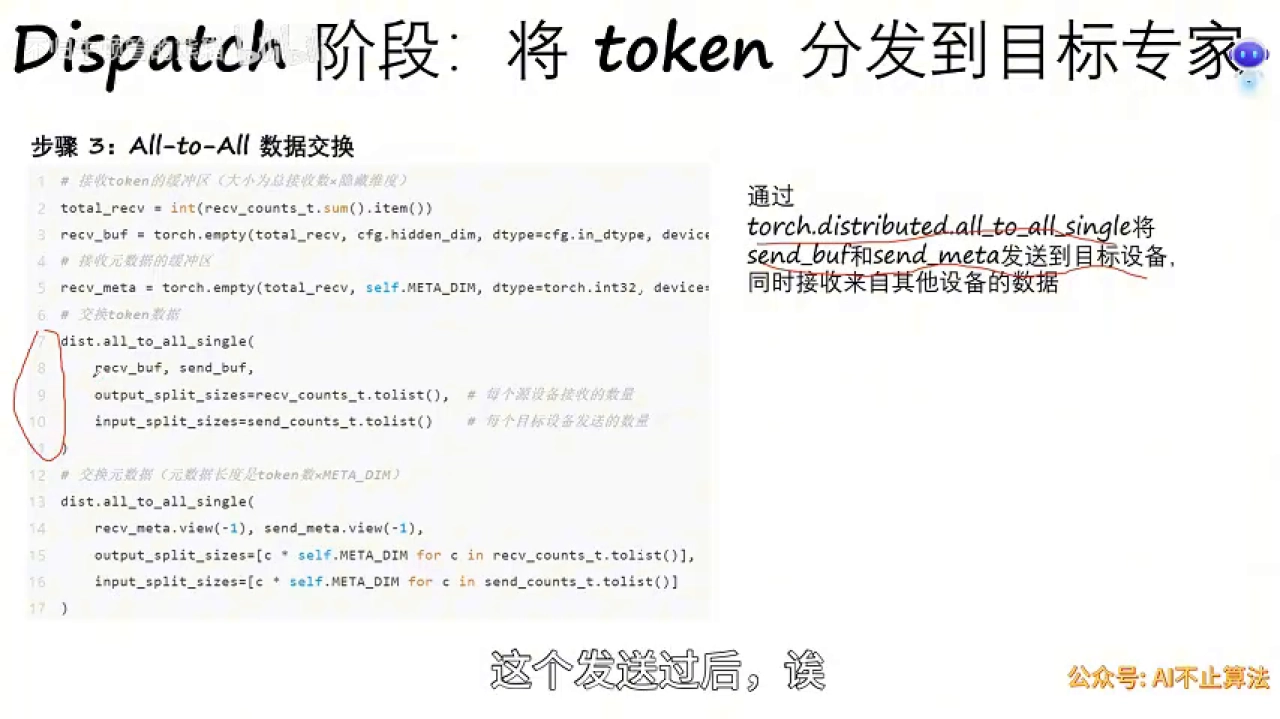 Dispatch 阶段：将 token 分发到目标专家
步骤 3：All-to-All 数据交换
1 # 接收token的缓冲区（大小为总接收数×隐藏维度）
2 total_recv = int(recv_counts_t.sum().item())
3 recv_buf = torch.empty(total_recv, cfg.hidden_dim, dtype=cfg.in_dtype, device
4 # 接收元数据的缓冲区
5 recv_meta = torch.empty(total_recv, self.META_DIM, dtype=torch.int32, device=
6 # 交换token数据
7 dist.all_to_all_single(
8 recv_buf, send_buf,
9 output_split_sizes=recv_counts_t.tolist(), # 每个源设备接收的数量
10 input_split_sizes=send_counts_t.tolist() # 每个目标设备发送的数量
)
12 # 交换元数据（元数据长度是token数×META_DIM）
13 dist.all_to_all_single(
14 recv_meta.view(-1), send_meta.view(-1),
15 output_split_sizes=[c * self.META_DIM for c in recv_counts_t.tolist()],
16 input_split_sizes=[c * self.META_DIM for c in send_counts_t.tolist()]
17 )
通过
torch.distributed.all_to_all_single将
send_buf和send_meta发送到目标设备，
同时接收来自其他设备的数据
这个发送过后，诶
公众号: AI不止算法